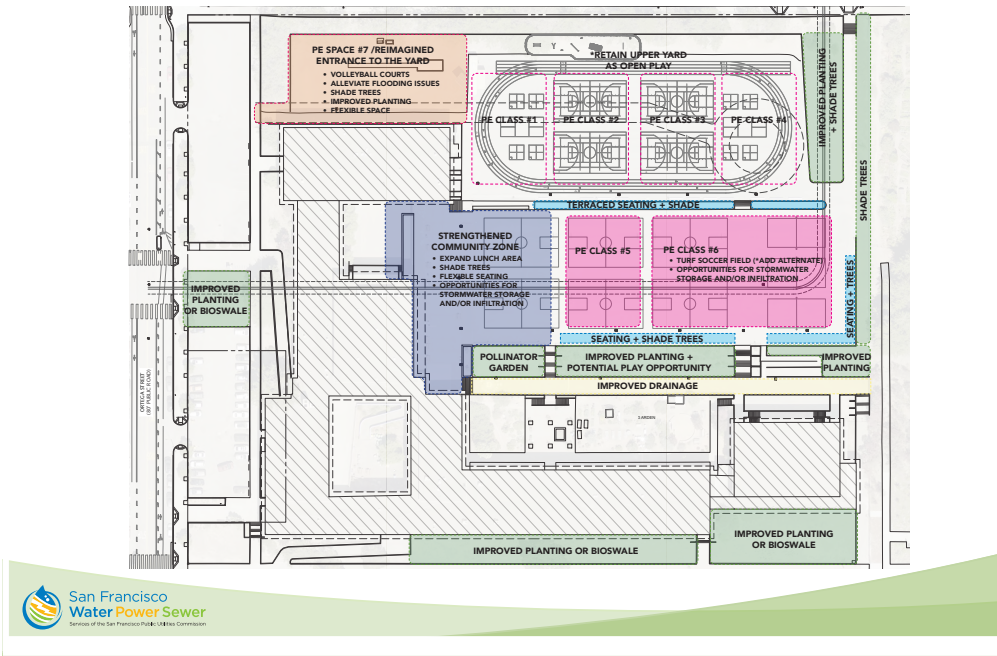 PE SPACE #7 /REIMAGINED
ENTRANCE TO THE YARD
• VOLLEYBALL COURTS
• ALLEVIATE FLOODING ISSUES
• SHADE TREES
• IMPROVED PLANTING
• FLEXIBLE SPACE
*RETAIN UPPER YARD
AS OPEN PLAY
PE CLASS #1
PE CLASS #2
PE CLASS #3
PE CLASS #4
IMPROVED PLANTING
+ SHADE TREES
SHADE TREES
TERRACED SEATING + SHADE
STRENGTHENED
COMMUNITY ZONE
• EXPAND LUNCH AREA
• SHADE TREES
• FLEXIBLE SEATING
• OPPORTUNITIES FOR
STORMWATER STORAGE
AND/OR INFILTRATION
PE CLASS #5
PE CLASS #6
• TURF SOCCER FIELD (*ADD ALTERNATE)
• OPPORTUNITIES FOR STORMWATER
STORAGE AND/OR INFILTRATION
SEATING + TREES
IMPROVED
PLANTING
OR BIOSWALE
SEATING + SHADE TREES
POLLINATOR
GARDEN
IMPROVED PLANTING +
POTENTIAL PLAY OPPORTUNITY
IMPROVED
PLANTING
IMPROVED DRAINAGE
ORTEGA STREET
(80' PUBLIC ROAD)
GARDEN
IMPROVED PLANTING OR BIOSWALE
IMPROVED PLANTING
OR BIOSWALE
San Francisco
Water Power Sewer
Services of the San Francisco Public Utilities Commission